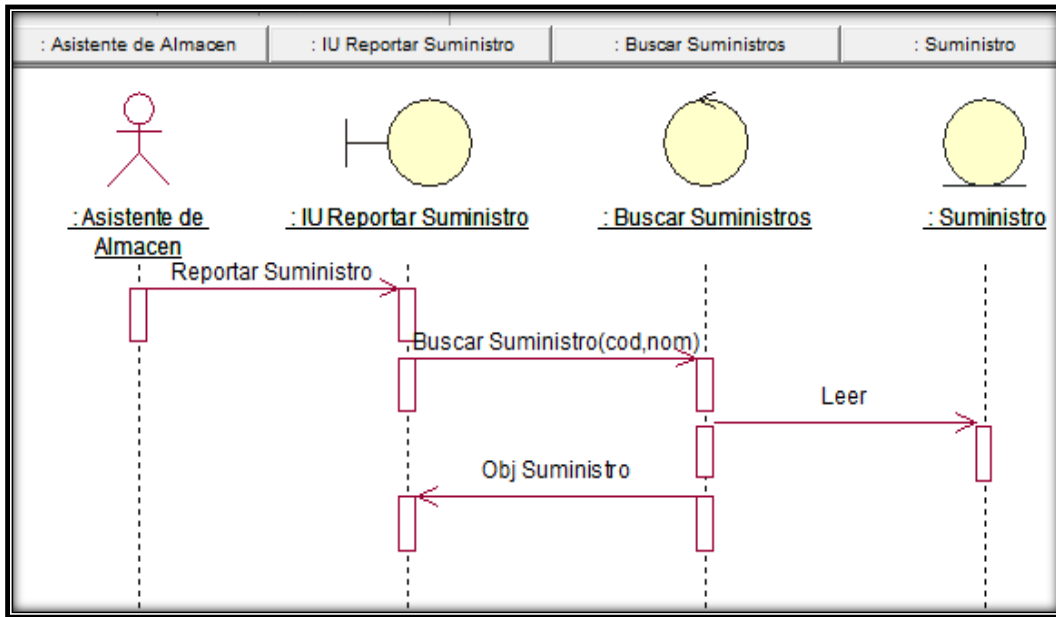 : Asistente de Almacen
: IU Reportar Suministro
: Buscar Suministros
: Suministro
: Asistente de
Almacen
: IU Reportar Suministro
: Buscar Suministros
: Suministro
Reportar Suministro
Buscar Suministro(cod,nom)
Leer
Obj Suministro